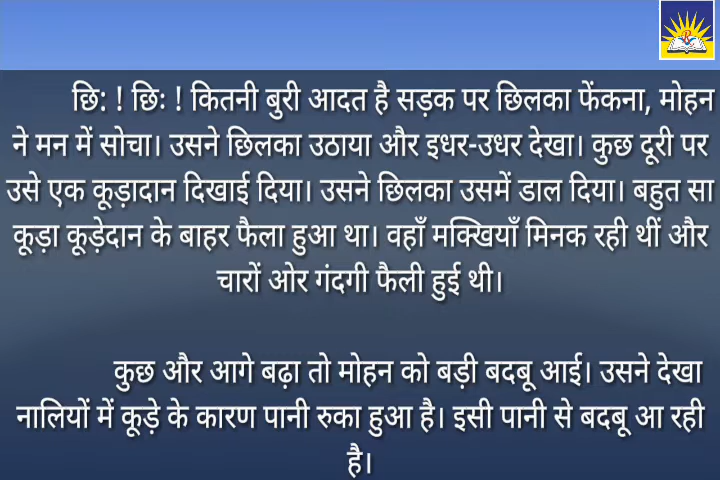 छि: ! छि: ! कितनी बुरी आदत है सड़क पर छिलका फेंकना, मोहन
ने मन में सोचा। उसने छिलका उठाया और इधर-उधर देखा। कुछ दूरी पर
उसे एक कूड़ादान दिखाई दिया। उसने छिलका उसमें डाल दिया। बहुत सा
कूड़ा कूड़ेदान के बाहर फैला हुआ था। वहाँ मक्खियाँ मिनक रही थीं और
चारों ओर गंदगी फैली हुई थी।
कुछ और आगे बढ़ा तो मोहन को बड़ी बदबू आई। उसने देखा
नालियों में कूड़े के कारण पानी रुका हुआ है। इसी पानी से बदबू आ रही
है।